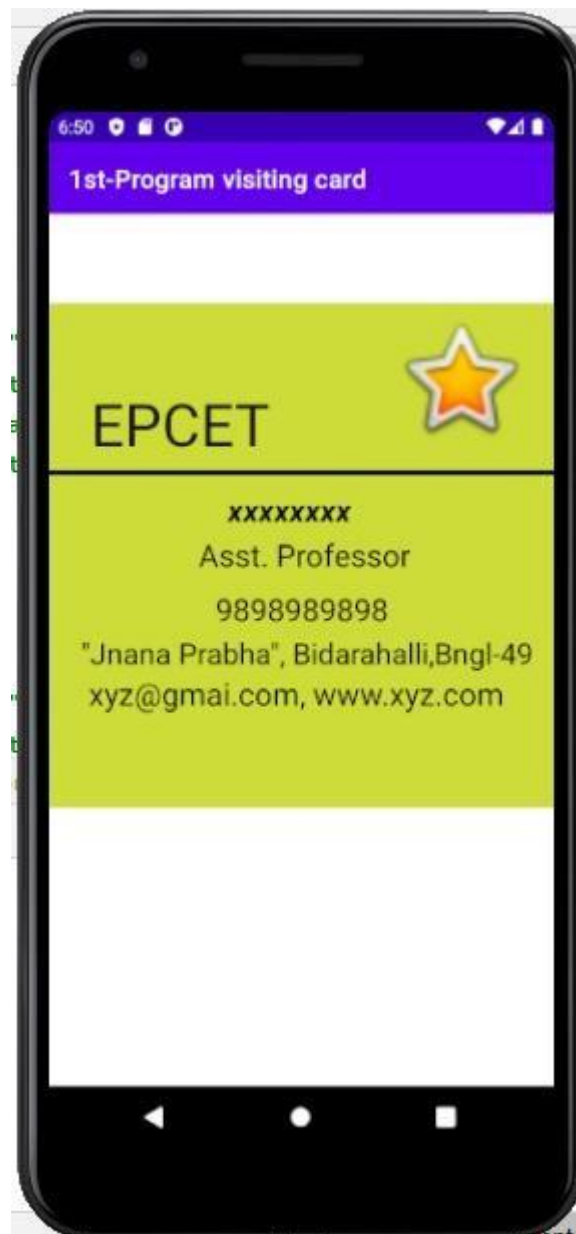 6:50
1st-Program visiting card
EPCET
xxxxxxxx
Asst. Professor
9898989898
"Jnana Prabha", Bidarahalli,Bngl-49
xyz@gmai.com, www.xyz.com